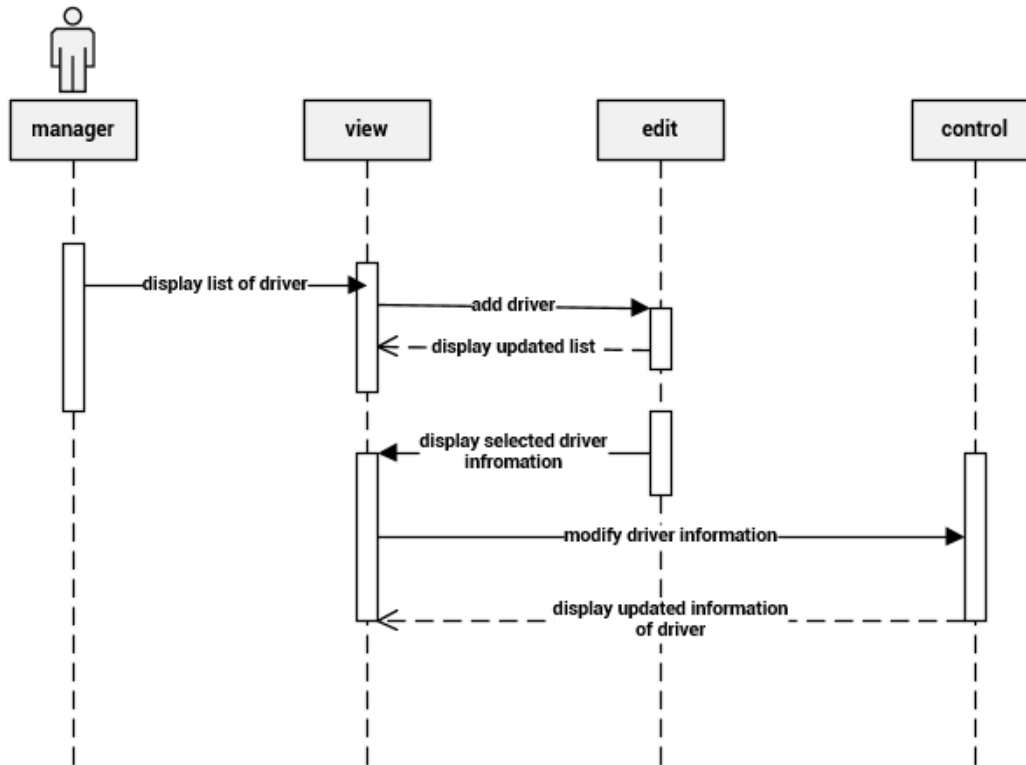 manager
view
edit
control
display list of driver
add driver
display updated list
display selected driver
infromation
modify driver information
display updated information
of driver